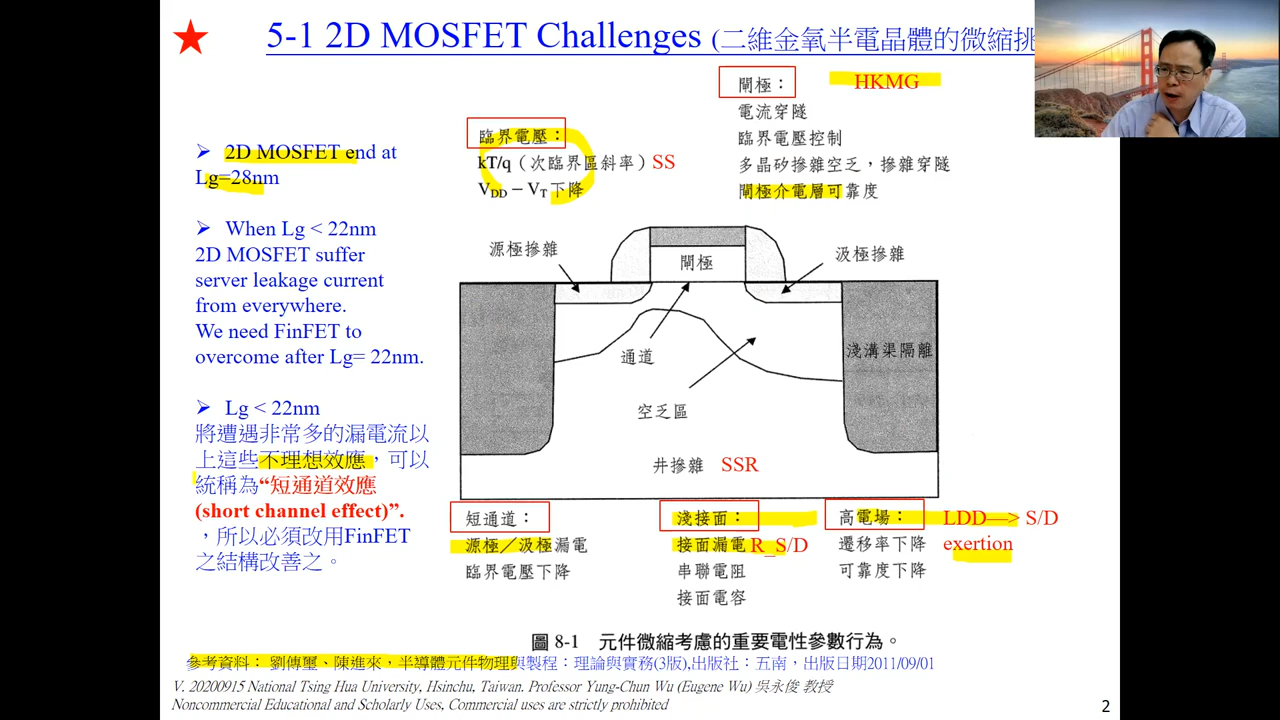 5-1 2D MOSFET Challenges (二維金氧半電晶體的微縮挑
閘極：
HKMG
電流穿隧
臨界電壓控制
多晶矽摻雜空乏，摻雜穿隧
閘極介電層可靠度
臨界電壓：
kT/q（次臨界區斜率）SS
VDD－VT下降
➢ 2D MOSFET end at
Lg=28nm
➢ When Lg < 22nm
2D MOSFET suffer
server leakage current
from everywhere.
We need FinFET to
overcome after Lg= 22nm.
➢ Lg < 22nm
將遭遇非常多的漏電流以
上這些不理想效應，可以
統稱為“短通道效應
(short channel effect)”.
，所以必須改用FinFET
之結構改善之。
源極摻雜
閘極
汲極摻雜
通道
淺溝渠隔離
空乏區
井摻雜 SSR
短通道：
源極／汲極漏電
臨界電壓下降
淺接面：
接面漏電 R_S/D
串聯電阻
接面電容
高電場：
遷移率下降
可靠度下降
LDD—> S/D
exertion
圖 8-1 元件微縮考慮的重要電性參數行為。
參考資料： 劉傳璽、陳進來，半導體元件物理與製程：理論與實務(3版),出版社：五南，出版日期2011/09/01
V. 20200915 National Tsing Hua University, Hsinchu, Taiwan. Professor Yung-Chun Wu (Eugene Wu) 吳永俊 教授
Noncommercial Educational and Scholarly Uses, Commercial uses are strictly prohibited
2